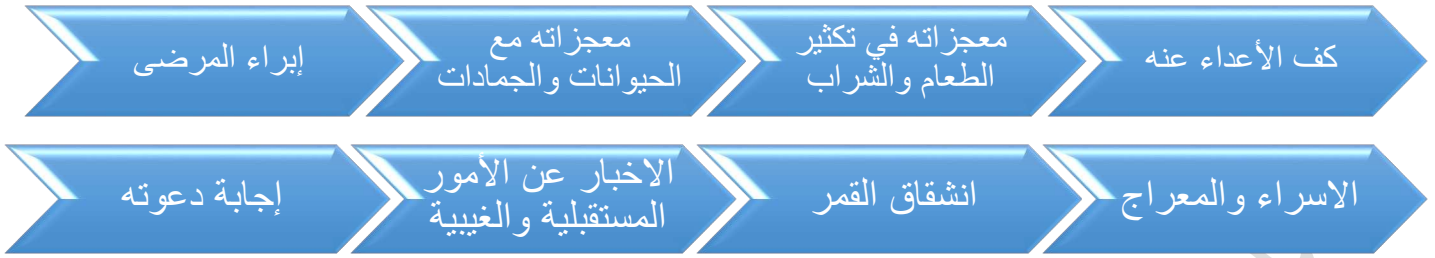 كف الأعداء عنه
معجزاته في تكثير
الطعام والشراب
معجزاته مع
الحيوانات والجمادات
إبراء المرضى
الاسراء والمعراج
انشقاق القمر
الاخبار عن الأمور
المستقبلية والغيبية
إجابة دعوته